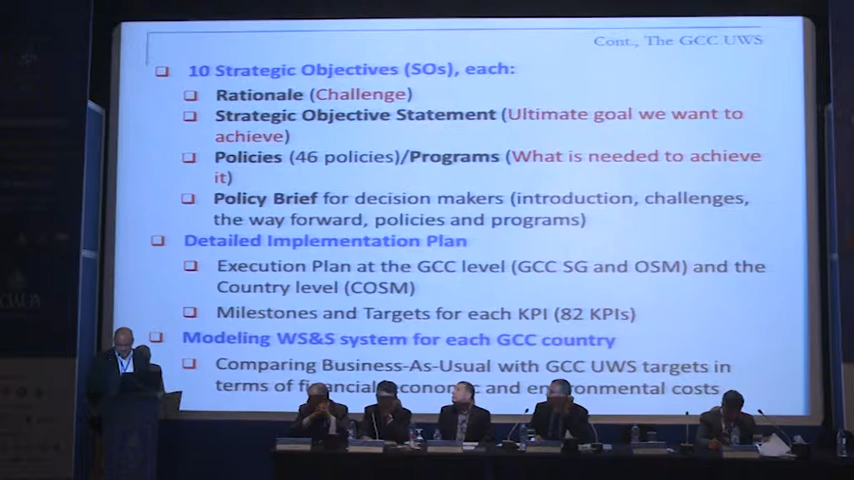 Cont., The GCC UWS
10 Strategic Objectives (SOs), each:
Rationale (Challenge)
Strategic Objective Statement (Ultimate goal we want to
achieve)
Policies (46 policies)/Programs (What is needed to achieve
it)
Policy Brief for decision makers (introduction, challenges,
the way forward, policies and programs)
Detailed Implementation Plan
Execution Plan at the GCC level (GCC SG and OSM) and the
Country level (COSM)
Milestones and Targets for each KPI (82 KPIs)
Modeling WS&S system for each GCC country
Comparing Business-As-Usual with GCC UWS targets in
terms of financial, economic, and environmental costs